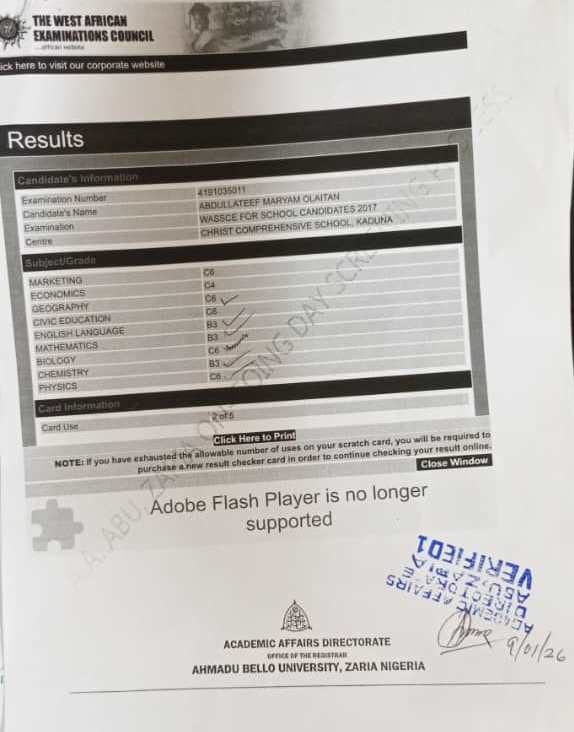 THE WEST AFRICAN
EXAMINATIONS COUNCIL
ick here to visit our corporate website
Results
Candidate's Information
Examination Number 4191035011
Candidate's Name ABDULLATEEF MARYAM OLAITAN
Examination WASSCE FOR SCHOOL CANDIDATES 2017
Centre CHRIST COMPREHENSIVE SCHOOL, KADUNA
Subject/Grade
MARKETING C6
ECONOMICS C4
GEOGRAPHY C6
CIVIC EDUCATION C6
ENGLISH LANGUAGE B3
MATHEMATICS B3
BIOLOGY C6
CHEMISTRY B3
PHYSICS C6
Card Information
Card Use 2 of 5
Click Here to Print
NOTE: If you have exhausted the allowable number of uses on your scratch card, you will be required to
purchase a new result checker card in order to continue checking your result online.
Close Window
Adobe Flash Player is no longer
supported
ACADEMIC AFFAIRS
DIRECTORATE
ABU, ZARIA
VERIFIED1
9/01/26
ACADEMIC AFFAIRS DIRECTORATE
OFFICE OF THE REGISTRAR
AHMADU BELLO UNIVERSITY, ZARIA NIGERIA